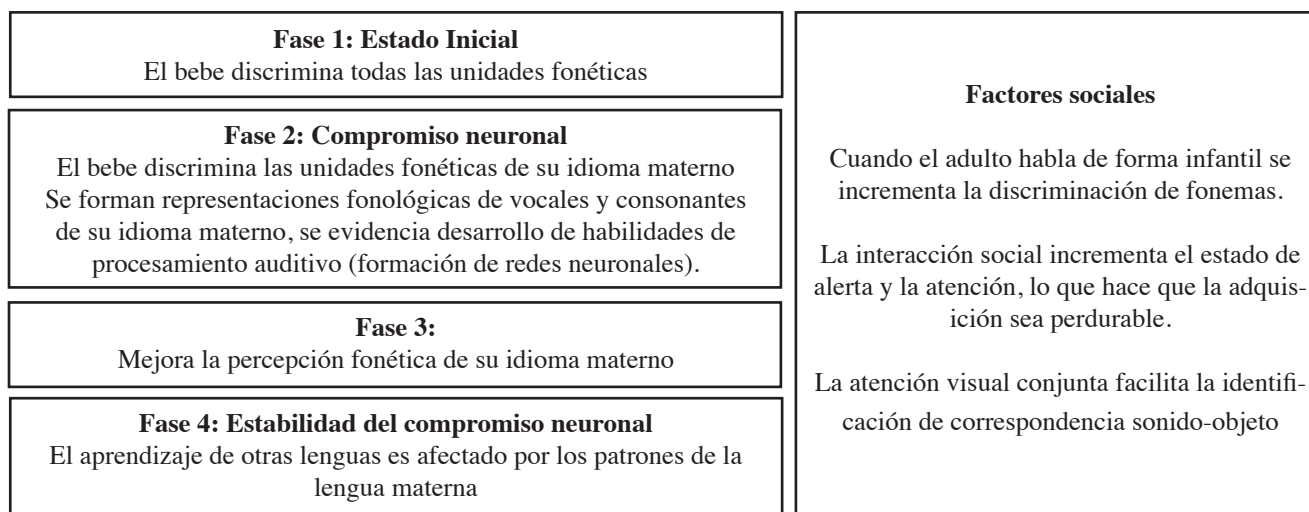 Fase 1: Estado Inicial
El bebe discrimina todas las unidades fonéticas
Fase 2: Compromiso neuronal
El bebe discrimina las unidades fonéticas de su idioma materno
Se forman representaciones fonológicas de vocales y consonantes
de su idioma materno, se evidencia desarrollo de habilidades de
procesamiento auditivo (formación de redes neuronales).
Fase 3:
Mejora la percepción fonética de su idioma materno
Fase 4: Estabilidad del compromiso neuronal
El aprendizaje de otras lenguas es afectado por los patrones de la
lengua materna
Factores sociales
Cuando el adulto habla de forma infantil se
incrementa la discriminación de fonemas.
La interacción social incrementa el estado de
alerta y la atención, lo que hace que la adquis-
ición sea perdurable.
La atención visual conjunta facilita la identifi-
cación de correspondencia sonido-objeto